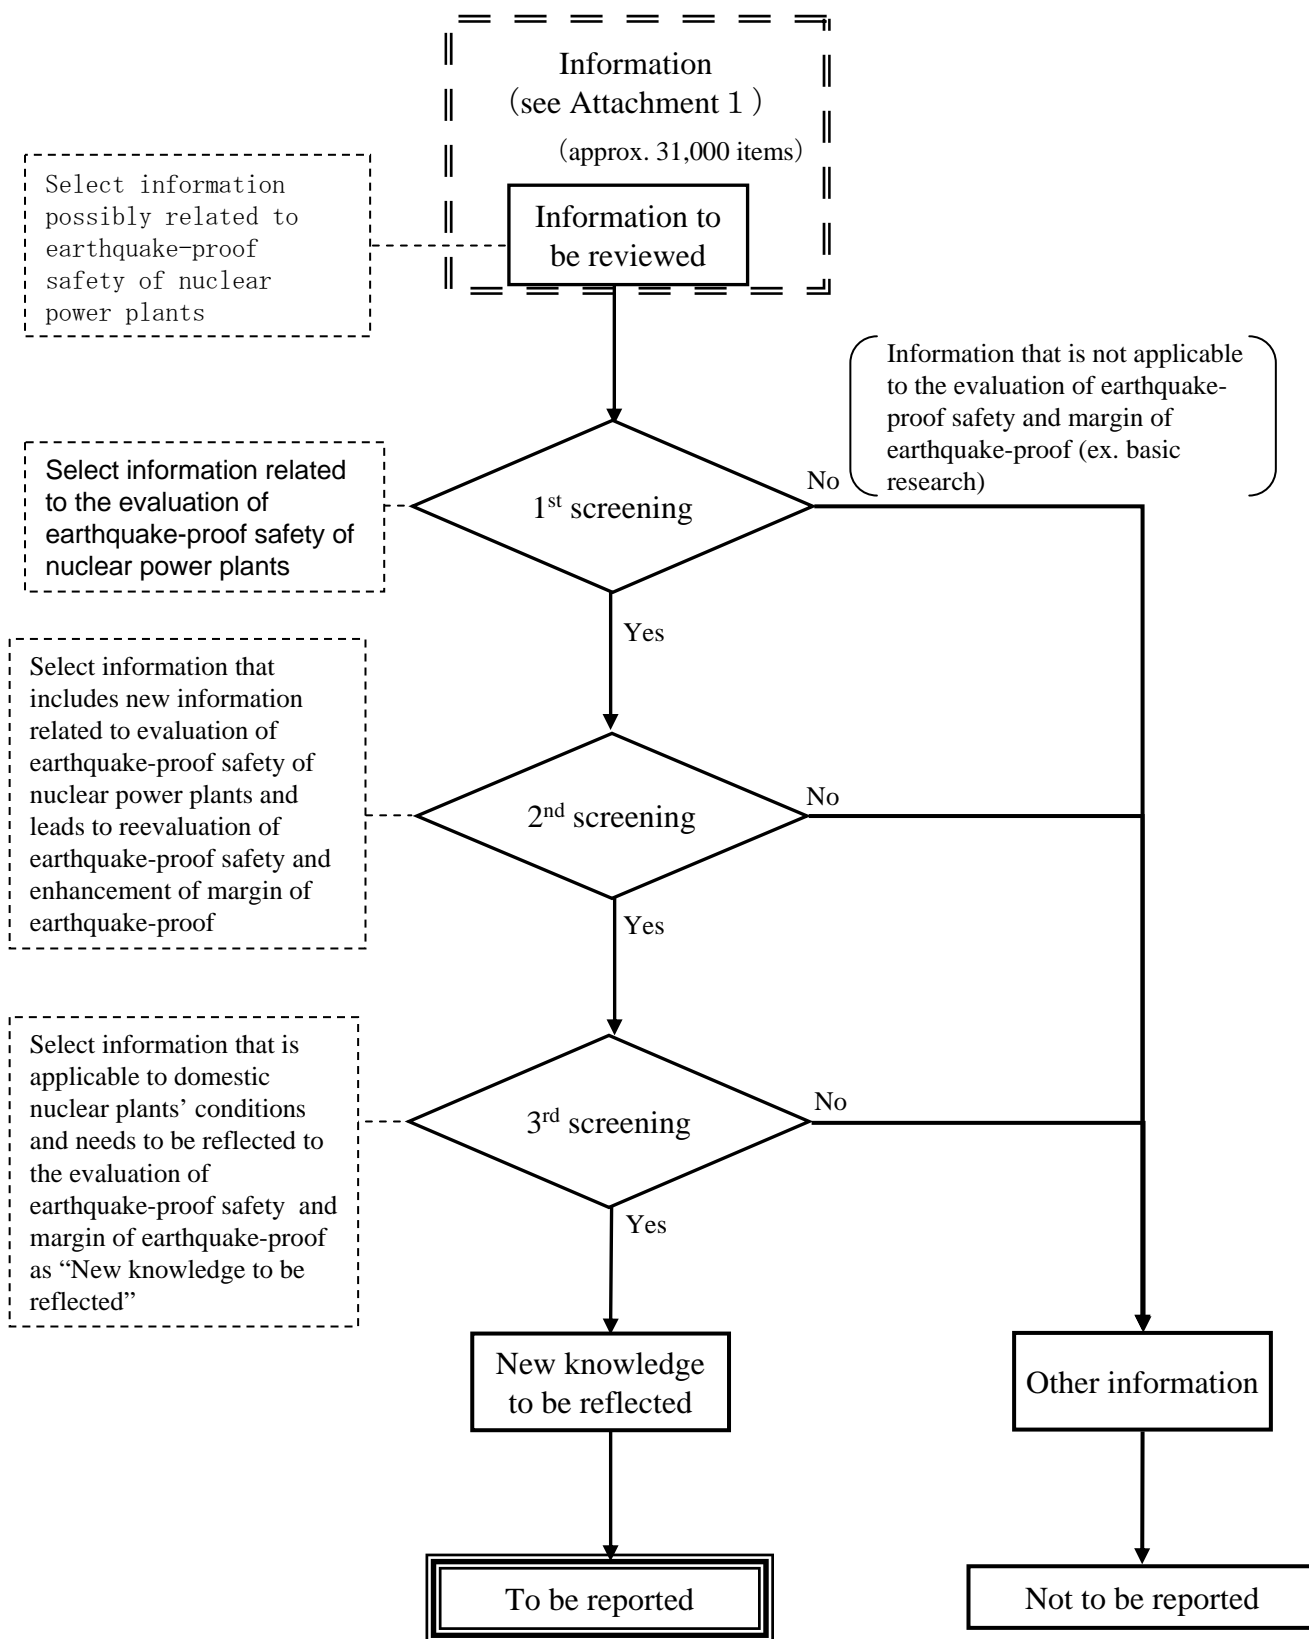 Information
（see Attachment１）
（approx. 31,000 items）
Select information
possibly related to
earthquake-proof
safety of nuclear
power plants
Information to
be reviewed
Information that is not applicable
to the evaluation of earthquake-
proof safety and margin of
earthquake-proof (ex. basic
research)
Select information related
to the evaluation of
earthquake-proof safety of
nuclear power plants
1st screening
No
Yes
Select information that
includes new information
related to evaluation of
earthquake-proof safety of
nuclear power plants and
leads to reevaluation of
earthquake-proof safety and
enhancement of margin of
earthquake-proof
2nd screening
No
Yes
Select information that is
applicable to domestic
nuclear plants’ conditions
and needs to be reflected to
the evaluation of
earthquake-proof safety and
margin of earthquake-proof
as “New knowledge to be
reflected”
3rd screening
No
Yes
New knowledge
to be reflected
Other information
To be reported
Not to be reported